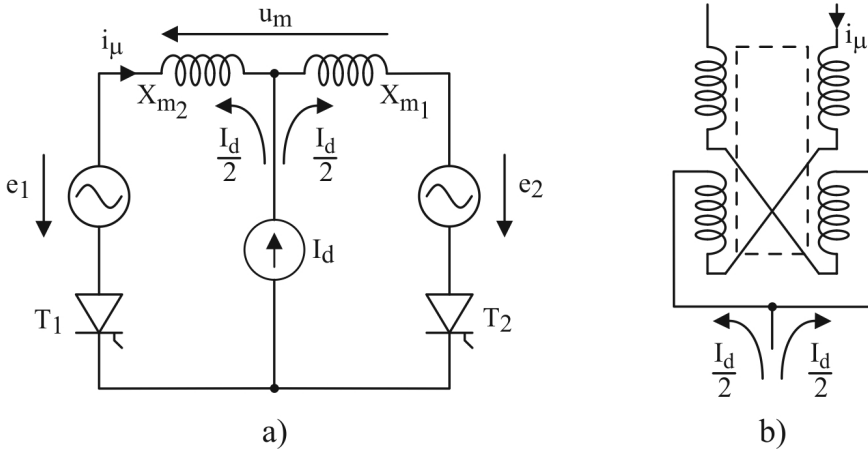 u_m
i_μ
X_m2
X_m1
I_d/2
I_d/2
e_1
e_2
I_d
T_1
T_2
a)
i_μ
I_d/2
I_d/2
b)